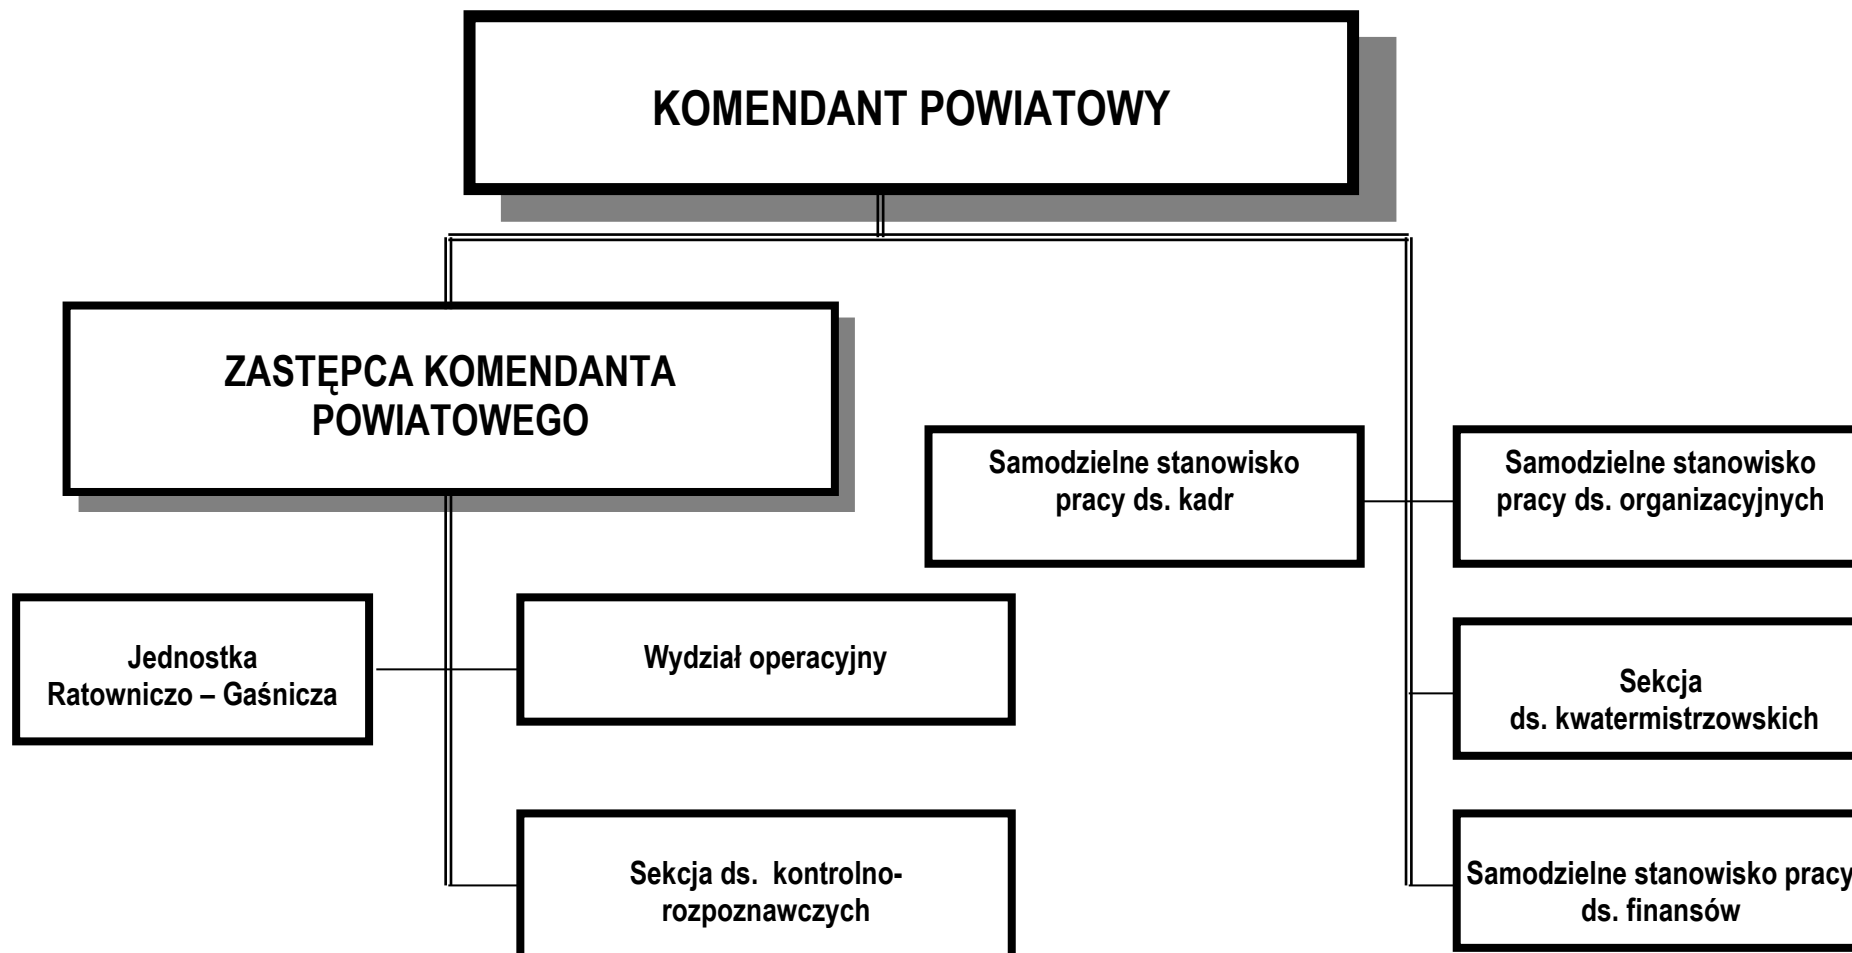 KOMENDANT POWIATOWY
ZASTĘPCA KOMENDANTA
POWIATOWEGO
Samodzielne stanowisko
pracy ds. kadr
Samodzielne stanowisko
pracy ds. organizacyjnych
Jednostka
Ratowniczo – Gaśnicza
Wydział operacyjny
Sekcja
ds. kwatermistrzowskich
Sekcja ds. kontrolno-
rozpoznawczych
Samodzielne stanowisko pracy
ds. finansów